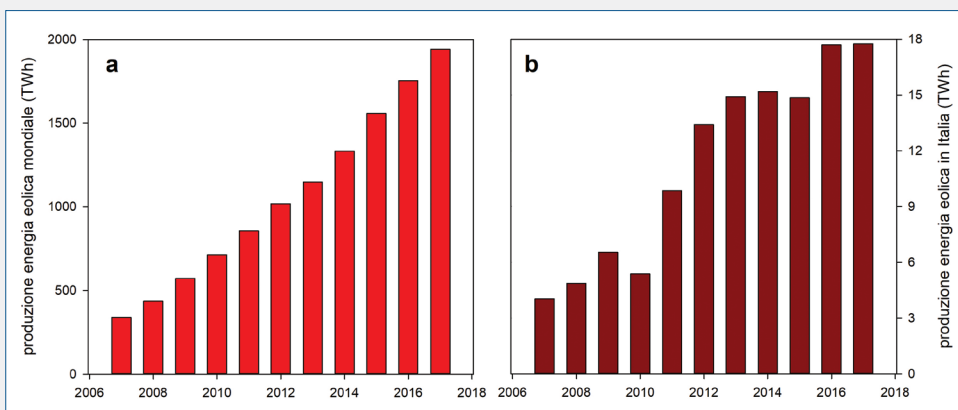 a
produzione energia eolica mondiale (TWh)
2000
1500
1000
500
0
2006 2008 2010 2012 2014 2016 2018
b
produzione energia eolica in Italia (TWh)
18
15
12
9
6
3
0
2006 2008 2010 2012 2014 2016 2018